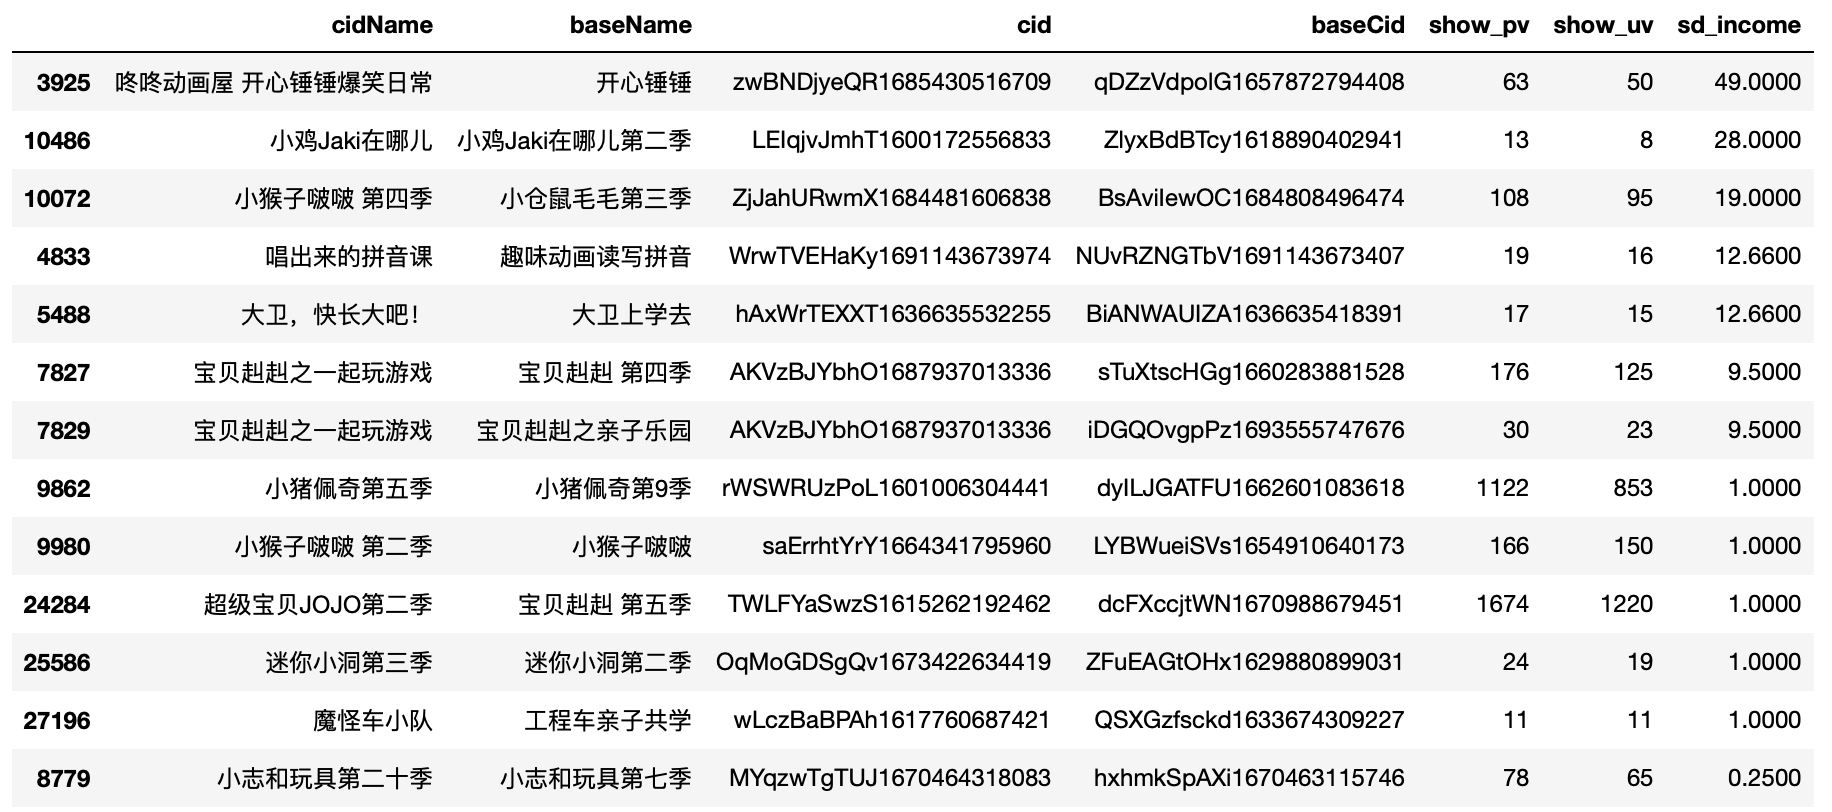 cidName baseName cid baseCid show_pv show_uv sd_income
3925 咚咚动画屋 开心锤锤爆笑日常 开心锤锤 zwBNDjyeQR1685430516709 qDZzVdpolG1657872794408 63 50 49.0000
10486 小鸡Jaki在哪儿 小鸡Jaki在哪儿第二季 LEIqjvJmhT1600172556833 ZlyxBdBTcy1618890402941 13 8 28.0000
10072 小猴子啵啵 第四季 小仓鼠毛毛第三季 ZjJahURwmX1684481606838 BsAvilewOC1684808496474 108 95 19.0000
4833 唱出来的拼音课 趣味动画读写拼音 WrwTVEHaKy1691143673974 NUvRZNGTbV1691143673407 19 16 12.6600
5488 大卫，快长大吧！ 大卫上学去 hAxWrTEXXT1636635532255 BiANWAUIZA1636635418391 17 15 12.6600
7827 宝贝赳赳之一起玩游戏 宝贝赳赳 第四季 AKVzBJYbhO1687937013336 sTuXtscHGg1660283881528 176 125 9.5000
7829 宝贝赳赳之一起玩游戏 宝贝赳赳之亲子乐园 AKVzBJYbhO1687937013336 iDGQOvgpPz1693555747676 30 23 9.5000
9862 小猪佩奇第五季 小猪佩奇第9季 rWSWRUzPoL1601006304441 dyILJGATFU1662601083618 1122 853 1.0000
9980 小猴子啵啵 第二季 小猴子啵啵 saErrhtYrY1664341795960 LYBWueiSVs1654910640173 166 150 1.0000
24284 超级宝贝JOJO第二季 宝贝赳赳 第五季 TWLFYaSwzS1615262192462 dcFXccjtWN1670988679451 1674 1220 1.0000
25586 迷你小洞第三季 迷你小洞第二季 OqMoGDSgQv1673422634419 ZFuEAGtOHx1629880899031 24 19 1.0000
27196 魔怪车小队 工程车亲子共学 wLczBaBPAh1617760687421 QSXGzfsckd1633674309227 11 11 1.0000
8779 小志和玩具第二十季 小志和玩具第七季 MYqzwTgTUJ1670464318083 hxhmkSpAXi1670463115746 78 65 0.2500